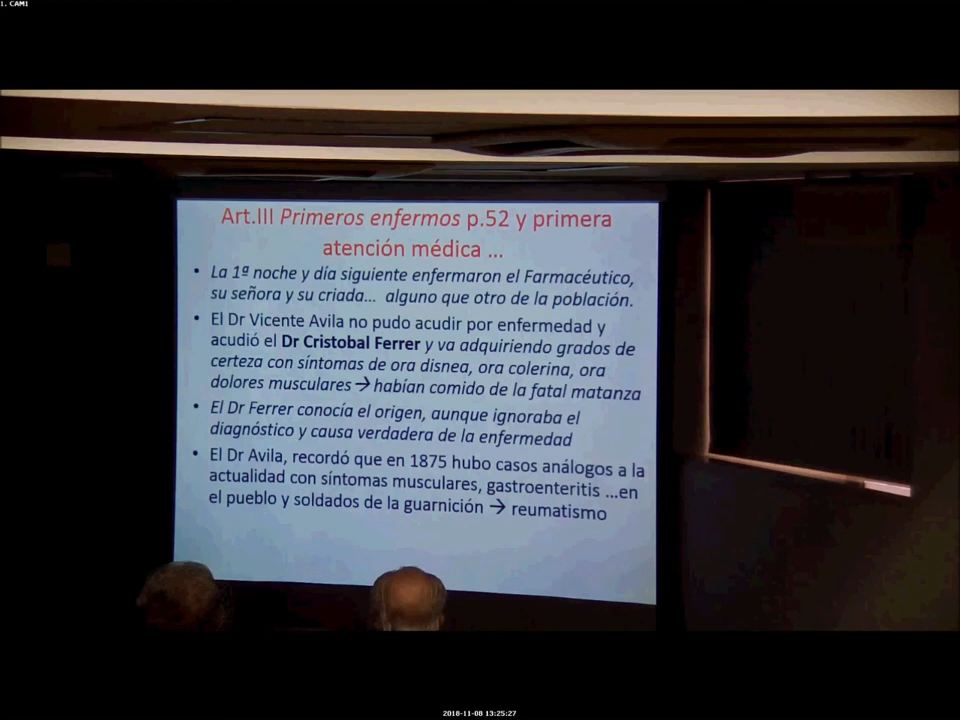 1. CAM1
Art.III Primeros enfermos p.52 y primera
atención médica ...
• La 1ª noche y día siguiente enfermaron el Farmacéutico,
su señora y su criada... alguno que otro de la población.
• El Dr Vicente Avila no pudo acudir por enfermedad y
acudió el Dr Cristobal Ferrer y va adquiriendo grados de
certeza con síntomas de ora disnea, ora colerina, ora
dolores musculares → habían comido de la fatal matanza
• El Dr Ferrer conocía el origen, aunque ignoraba el
diagnóstico y causa verdadera de la enfermedad
• El Dr Avila, recordó que en 1875 hubo casos análogos a la
actualidad con síntomas musculares, gastroenteritis ...en
el pueblo y soldados de la guarnición → reumatismo
2018-11-08 13:25:27